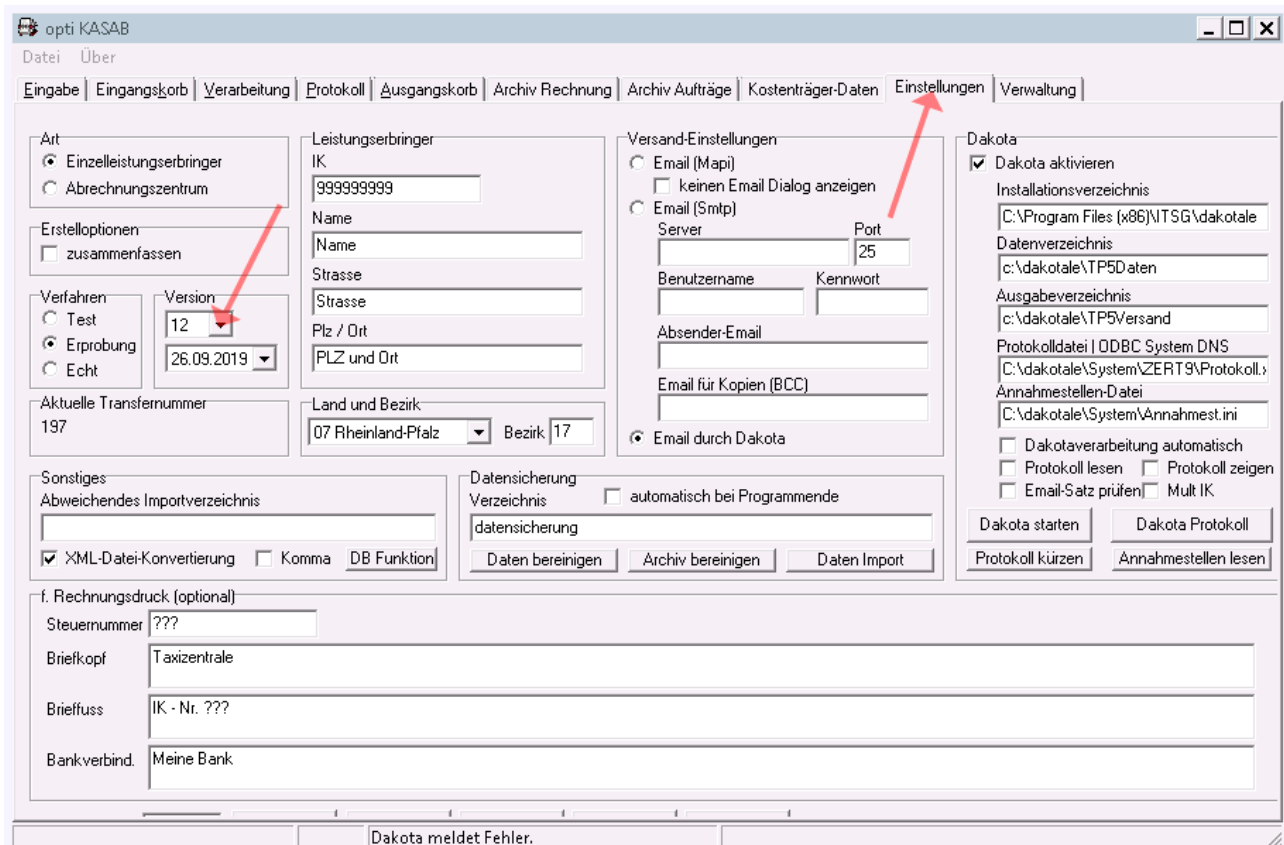 opti KASAB
Datei Über
Eingabe Eingangskorb Verarbeitung Protokoll Ausgangskorb Archiv Rechnung Archiv Aufträge Kostenträger-Daten Einstellungen Verwaltung
Art
Einzelleistungserbringer
Abrechnungszentrum
Erstelloptionen
zusammenfassen
Verfahren
Test
Erprobung
Echt
Version
12
26.09.2019
Aktuelle Transfernummer
197
Leistungserbringer
IK
999999999
Name
Name
Strasse
Strasse
Plz / Ort
PLZ und Ort
Land und Bezirk
07 Rheinland-Pfalz Bezirk 17
Versand-Einstellungen
Email (Mapi)
keinen Email Dialog anzeigen
Email (Smtp)
Server Port
25
Benutzername Kennwort
Absender-Email
Email für Kopien (BCC)
Email durch Dakota
Dakota
Dakota aktivieren
Installationsverzeichnis
C:\Program Files (x86)\ITSG\dakotale
Datenverzeichnis
c:\dakotale\TP5Daten
Ausgabeverzeichnis
c:\dakotale\TP5Versand
Protokolldatei | ODBC System DNS
C:\dakotale\System\ZERT9\Protokoll.x
Annahmestellen-Datei
C:\dakotale\System\Annahmest.ini
Dakotaverarbeitung automatisch
Protokoll lesen Protokoll zeigen
Email-Satz prüfen Mult IK
Dakota starten Dakota Protokoll
Protokoll kürzen Annahmestellen lesen
Sonstiges
Abweichendes Importverzeichnis
XML-Datei-Konvertierung Komma DB Funktion
Datensicherung
Verzeichnis automatisch bei Programmende
datensicherung
Daten bereinigen Archiv bereinigen Daten Import
f. Rechnungsdruck (optional)
Steuernummer ???
Briefkopf Taxizentrale
Brieffuss IK - Nr. ???
Bankverbind. Meine Bank
Dakota meldet Fehler.